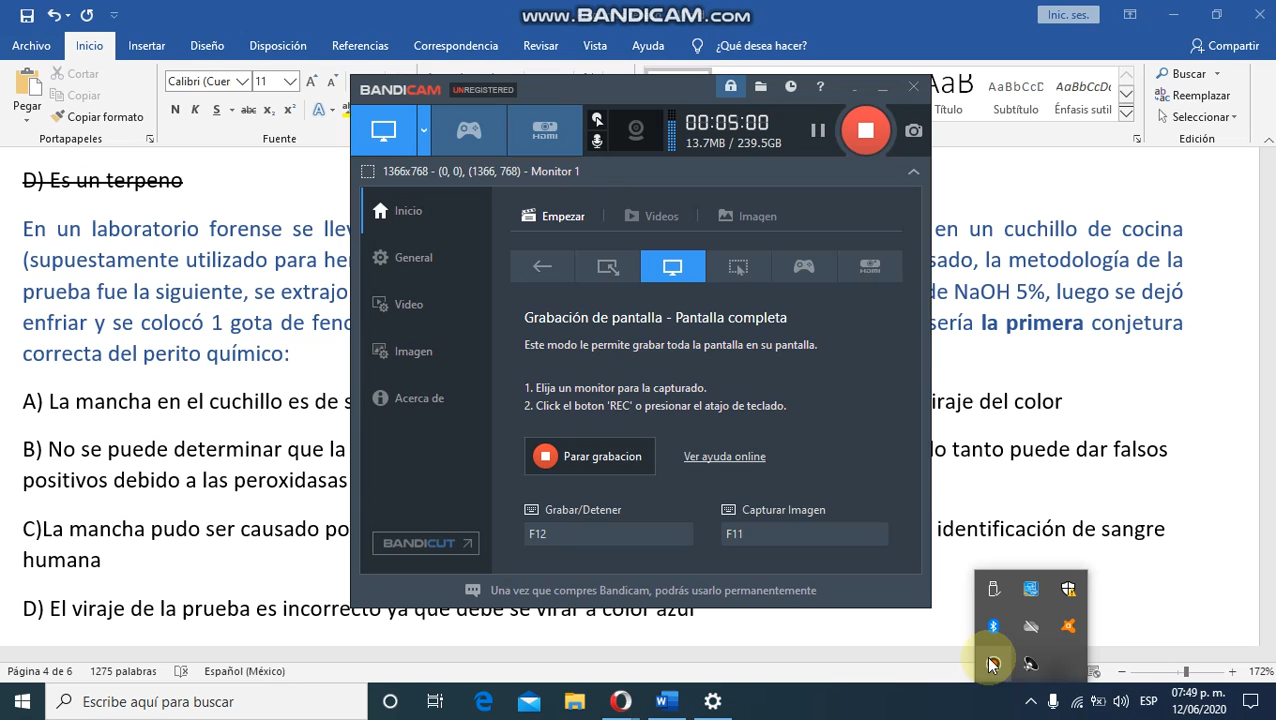 www.BANDICAM.com
Inic. ses.
Archivo Inicio Insertar Diseño Disposición Referencias Correspondencia Revisar Vista Ayuda ¿Qué desea hacer? Compartir
Pegar
Cortar
Copiar
Copiar formato
Portapapeles
Calibri (Cuer 11
N K S abc x₂ x² A
Fuente
AaB AaBbCcC AaBbCcDc
Título Subtítulo Énfasis sutil
Buscar
Reemplazar
Seleccionar
Edición
BANDICAM UNREGISTERED ?
HDMI
00:05:00
13.7MB / 239.5GB
1366x768 - (0, 0), (1366, 768) - Monitor 1
Inicio
General
Video
Imagen
Acerca de
BANDICUT
Empezar Videos Imagen
HDMI
Grabación de pantalla - Pantalla completa
Este modo le permite grabar toda la pantalla en su pantalla.
1. Elija un monitor para la capturado.
2. Click el boton 'REC' o presionar el atajo de teclado.
Parar grabacion Ver ayuda online
Grabar/Detener Capturar Imagen
F12 F11
Una vez que compres Bandicam, podrás usarlo permanentemente
D) Es un terpeno
En un laboratorio forense se en un cuchillo de cocina
(supuestamente utilizado para la metodología de la
prueba fue la siguiente, se extrajo de NaOH 5%, luego se dejó
enfriar y se colocó 1 gota de sería la primera conjetura
correcta del perito químico:
A) La mancha en el cuchillo es de viraje del color
B) No se puede determinar que la tanto puede dar falsos
positivos debido a las peroxidasas
C)La mancha pudo ser causado identificación de sangre
humana
D) El viraje de la prueba es incorrecto ya que debe se virar a color azul
Página 4 de 6 1275 palabras Español (México) 172%
Escribe aquí para buscar
ESP
07:49 p. m.
12/06/2020